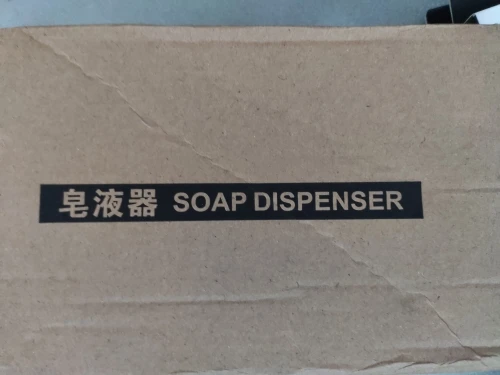 皂液器 SOAP DISPENSER